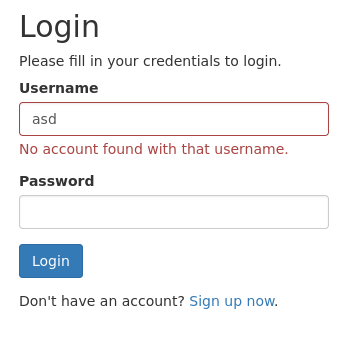 Login
Please fill in your credentials to login.
Username
asd
No account found with that username.
Password
Login
Don't have an account? Sign up now.